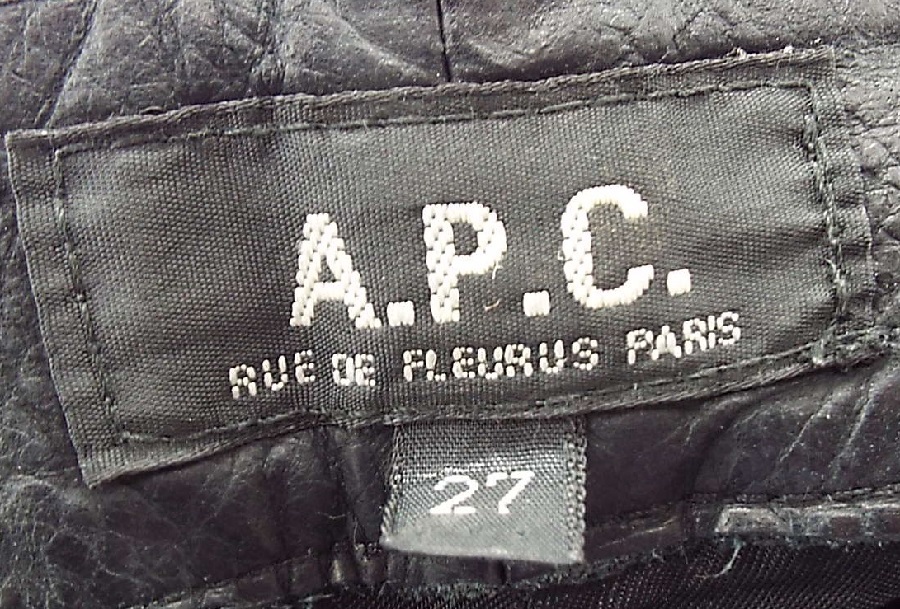 A.P.C.
RUE DE FLEURUS PARIS
27